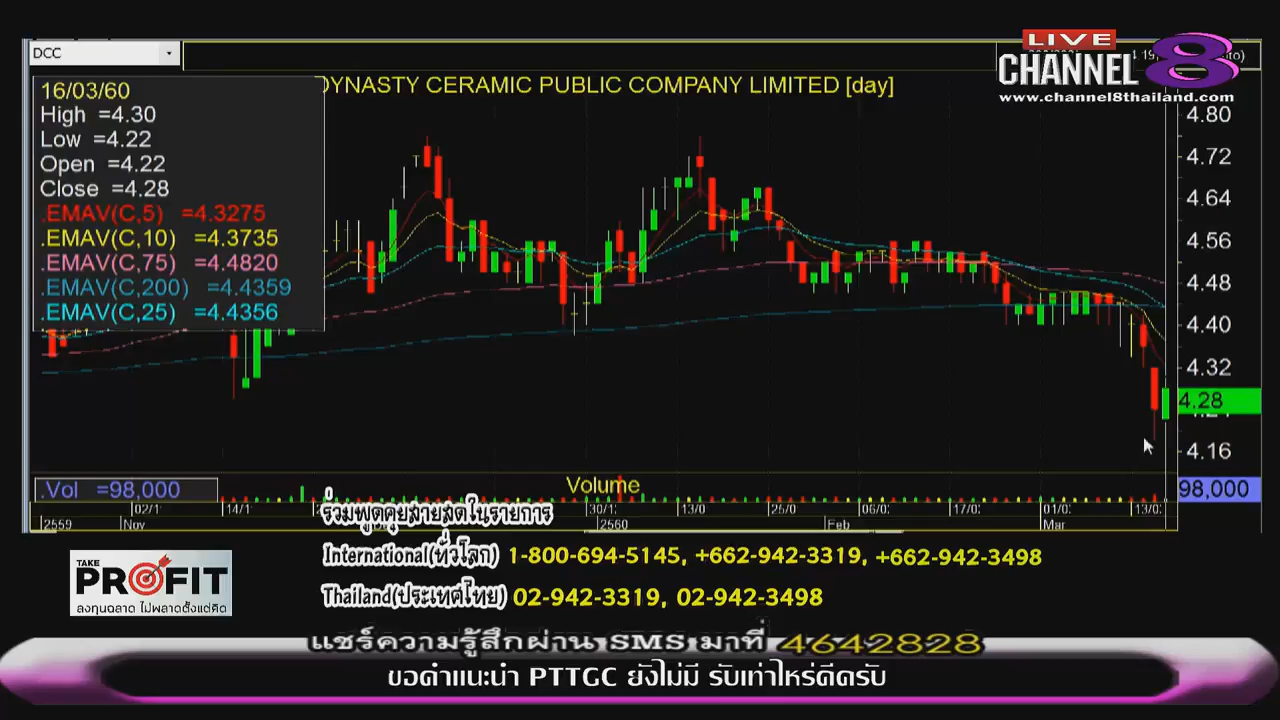 DCC
LIVE
CHANNEL 8
www.channel8thailand.com
DYNASTY CERAMIC PUBLIC COMPANY LIMITED [day]
16/03/60
High =4.30
Low =4.22
Open =4.22
Close =4.28
.EMAV(C,5) =4.3275
.EMAV(C,10) =4.3735
.EMAV(C,75) =4.4820
.EMAV(C,200) =4.4359
.EMAV(C,25) =4.4356
4.80
4.72
4.64
4.56
4.48
4.40
4.32
4.28
4.16
.Vol =98,000
Volume
98,000
02/1 14/1 30/1 13/0 25/0 06/0 17/0 01/0 13/0
2559 Nov 2560 Feb Mar
ร่วมพูดคุยสายสดในรายการ
International(ทั่วโลก) 1-800-694-5145, +662-942-3319, +662-942-3498
Thailand(ประเทศไทย) 02-942-3319, 02-942-3498
TAKE
PROFIT
ลงทุนฉลาด ไม่พลาดตั้งแต่คิด
แชร์ความรู้สึกผ่าน SMS มาที่ 4642828
ขอคำแนะนำ PTTGC ยังไม่มี รับเท่าไหร่ดีครับ